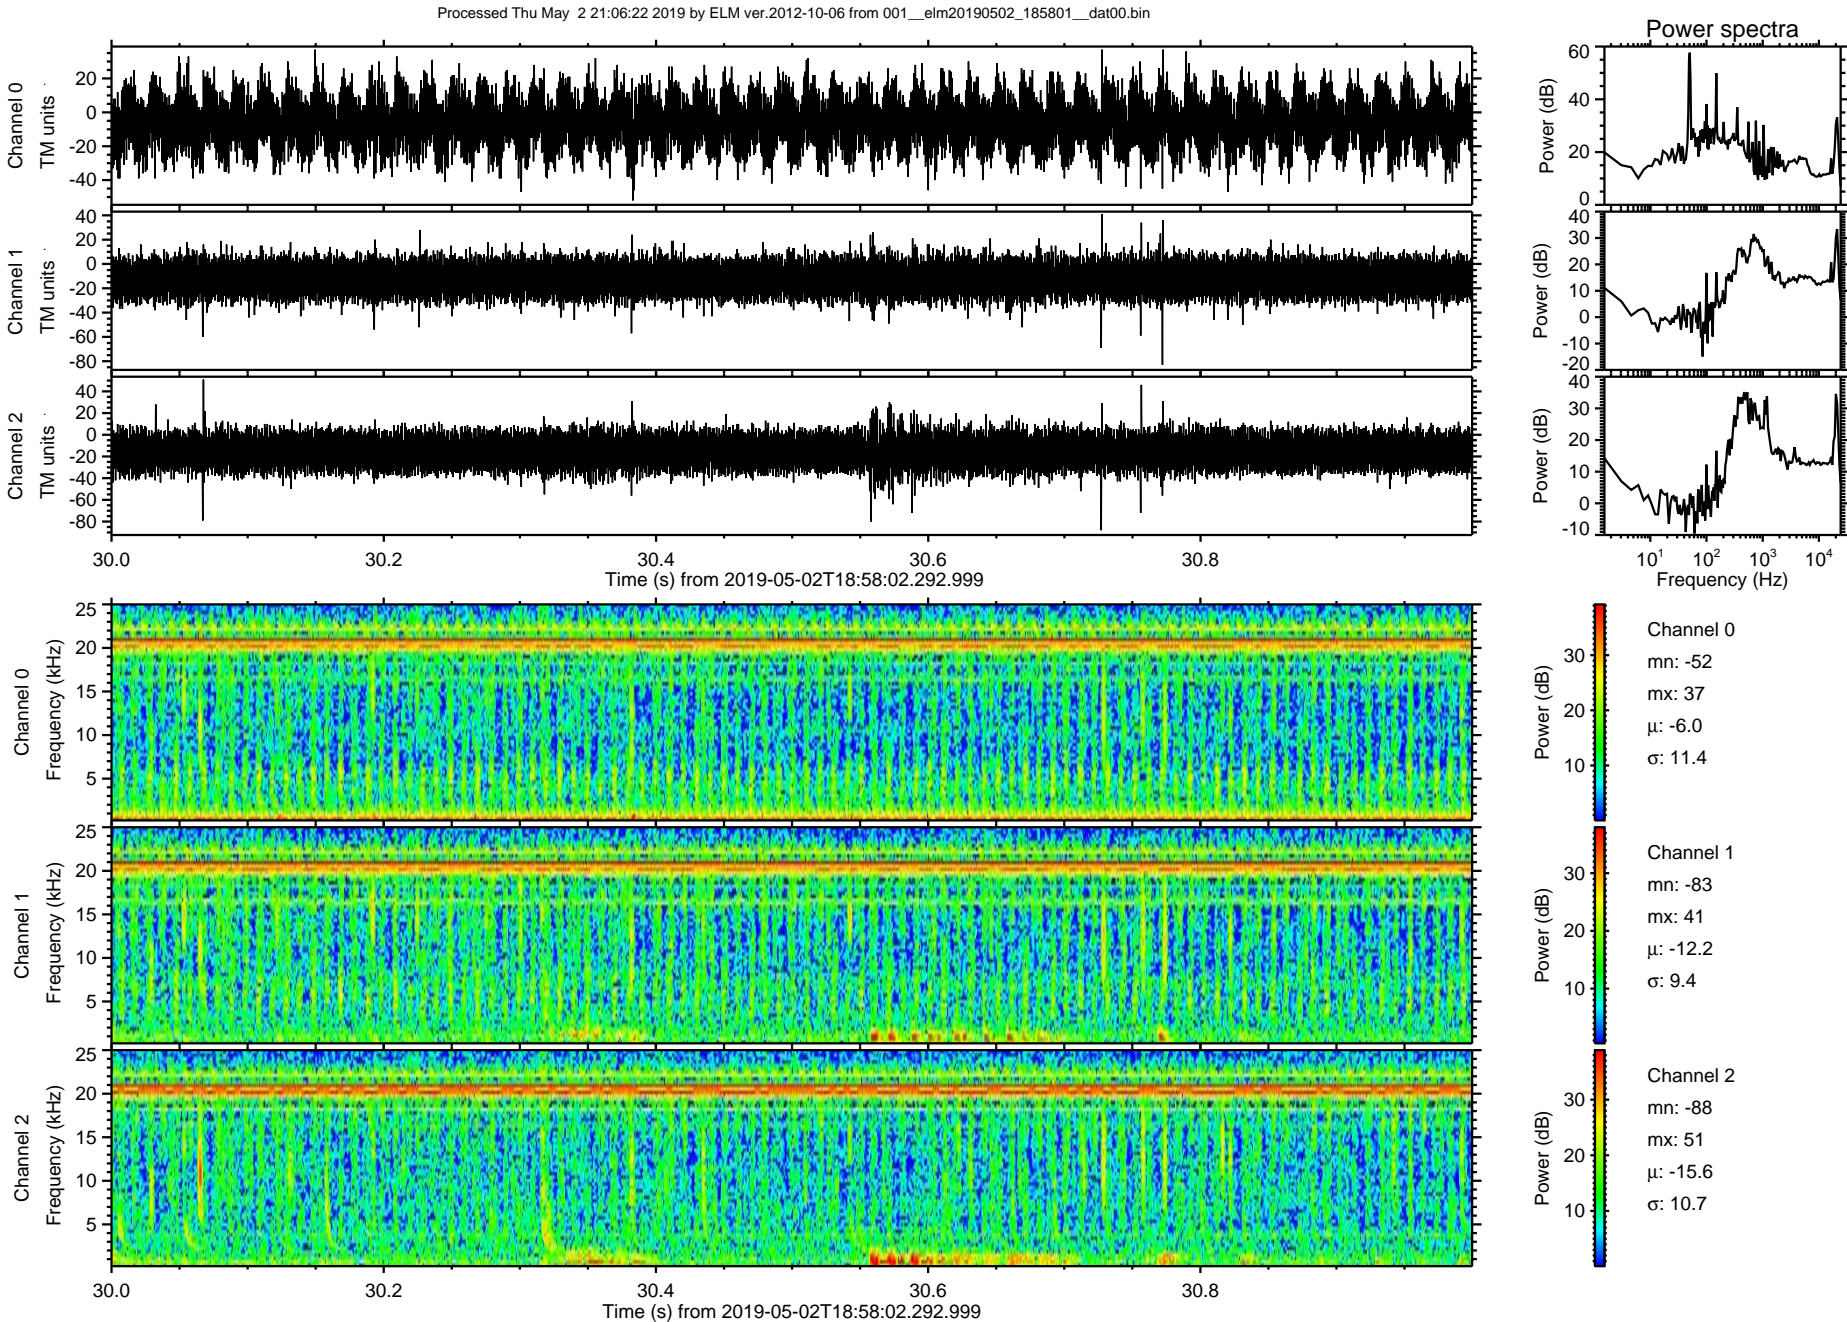 Processed Thu May  2 21:06:22 2019 by ELM ver.2012-10-06 from 001__elm20190502_185801__dat00.bin
Power spectra
Channel 0
TM units
20
0
-20
-40
Power (dB)
60
40
20
0
Channel 1
TM units
40
20
0
-20
-40
-60
-80
Power (dB)
40
30
20
10
0
-10
-20
Channel 2
TM units
40
20
0
-20
-40
-60
-80
Power (dB)
40
30
20
10
0
-10
30.0 30.2 30.4 30.6 30.8
Time (s) from 2019-05-02T18:58:02.292.999
10^1 10^2 10^3 10^4
Frequency (Hz)
Channel 0
Frequency (kHz)
25
20
15
10
5
Power (dB)
30
20
10
Channel 0
mn: -52
mx: 37
μ: -6.0
σ: 11.4
Channel 1
Frequency (kHz)
25
20
15
10
5
Power (dB)
30
20
10
Channel 1
mn: -83
mx: 41
μ: -12.2
σ: 9.4
Channel 2
Frequency (kHz)
25
20
15
10
5
Power (dB)
30
20
10
Channel 2
mn: -88
mx: 51
μ: -15.6
σ: 10.7
30.0 30.2 30.4 30.6 30.8
Time (s) from 2019-05-02T18:58:02.292.999